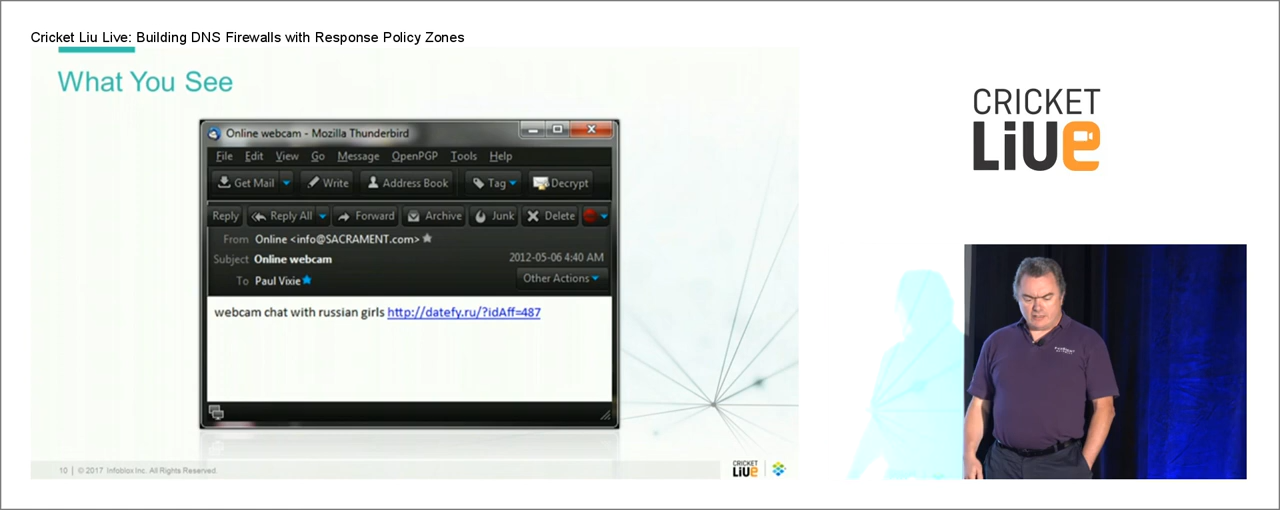 Cricket Liu Live: Building DNS Firewalls with Response Policy Zones
What You See
Online webcam - Mozilla Thunderbird
File Edit View Go Message OpenPGP Tools Help
Get Mail Write Address Book Tag Decrypt
Reply Reply All Forward Archive Junk Delete
From Online <info@SACRAMENT.com>
Subject Online webcam 2012-05-06 4:40 AM
To Paul Vixie Other Actions
webcam chat with russian girls http://datefy.ru/?idAff=487
10 | © 2017 Infoblox Inc. All Rights Reserved.
CRICKET
LiUe
CRICKET
LiUe